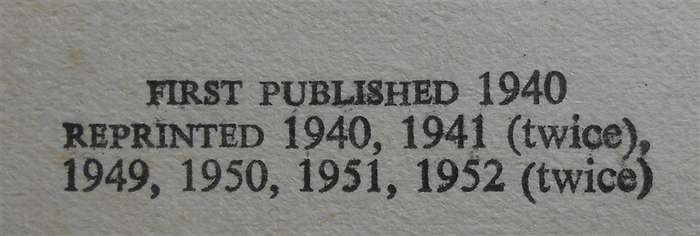 FIRST PUBLISHED 1940
REPRINTED 1940, 1941 (twice),
1949, 1950, 1951, 1952 (twice)